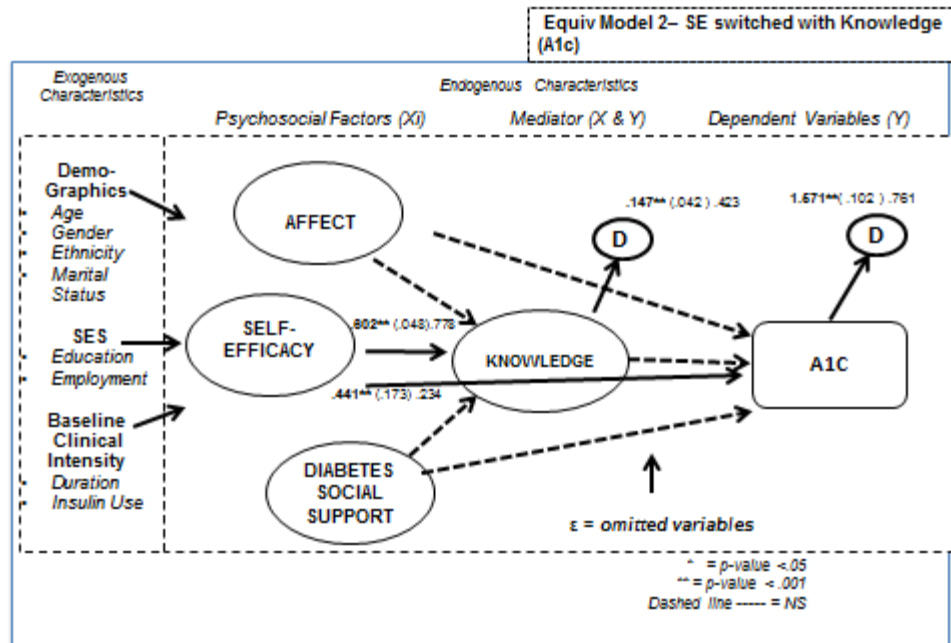 Equiv Model 2– SE switched with Knowledge
(A1c)
Exogenous
Characteristics
Endogenous Characteristics
Psychosocial Factors (Xi)
Mediator (X & Y)
Dependent Variables (Y)
Demo-
Graphics
• Age
• Gender
• Ethnicity
• Marital
Status
SES
• Education
• Employment
Baseline
Clinical
Intensity
• Duration
• Insulin Use
AFFECT
SELF-
EFFICACY
DIABETES
SOCIAL
SUPPORT
.602** (.048).778
.441** (.173) .234
KNOWLEDGE
.147** (.042) .423
D
1.571**(.102) .761
D
A1C
ε = omitted variables
* = p-value <.05
** = p-value < .001
Dashed line ----- = NS